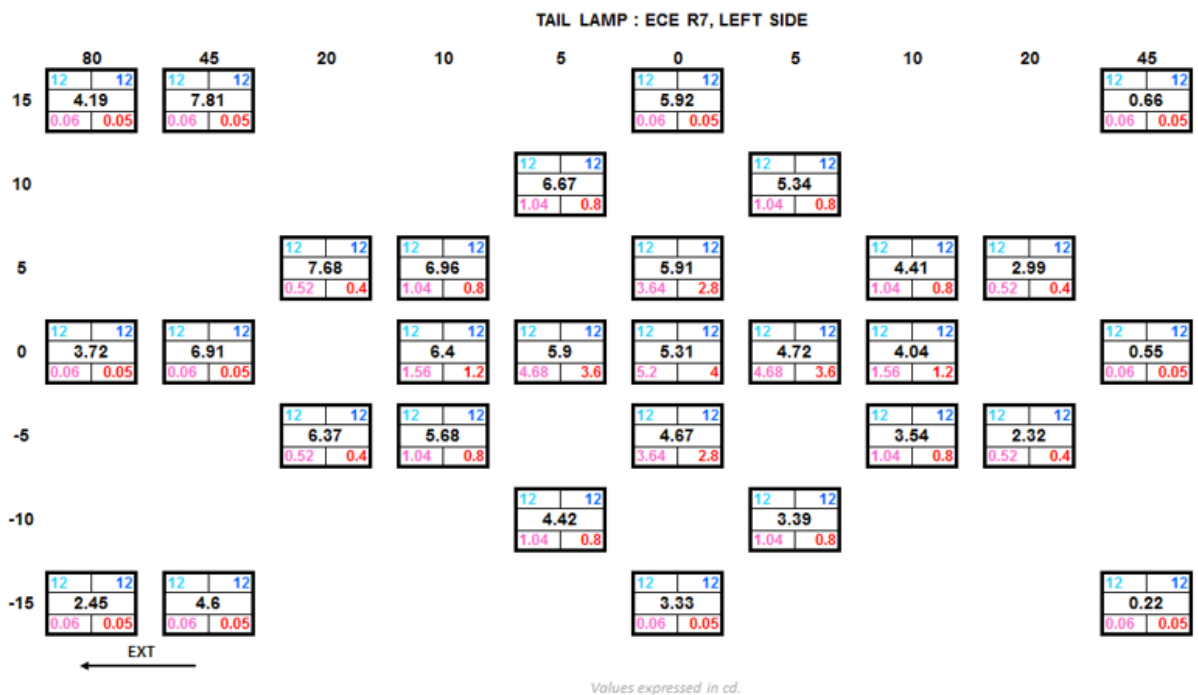 TAIL LAMP : ECE R7, LEFT SIDE
80 45 20 10 5 0 5 10 20 45
12 12 12 12 12 12 12 12
15 4.19 7.81 5.92 0.66
0.06 0.05 0.06 0.05 0.06 0.05 0.06 0.05
12 12 12 12
10 6.67 5.34
1.04 0.8 1.04 0.8
12 12 12 12 12 12 12 12 12 12
5 7.68 6.96 5.91 4.41 2.99
0.52 0.4 1.04 0.8 3.64 2.8 1.04 0.8 0.52 0.4
12 12 12 12 12 12 12 12 12 12 12 12 12 12 12 12
0 3.72 6.91 6.4 5.9 5.31 4.72 4.04 0.55
0.06 0.05 0.06 0.05 1.56 1.2 4.68 3.6 5.2 4 4.68 3.6 1.56 1.2 0.06 0.05
12 12 12 12 12 12 12 12 12 12
-5 6.37 5.68 4.67 3.54 2.32
0.52 0.4 1.04 0.8 3.64 2.8 1.04 0.8 0.52 0.4
12 12 12 12
-10 4.42 3.39
1.04 0.8 1.04 0.8
12 12 12 12 12 12 12 12
-15 2.45 4.6 3.33 0.22
0.06 0.05 0.06 0.05 0.06 0.05 0.06 0.05
EXT
Values expressed in cd.